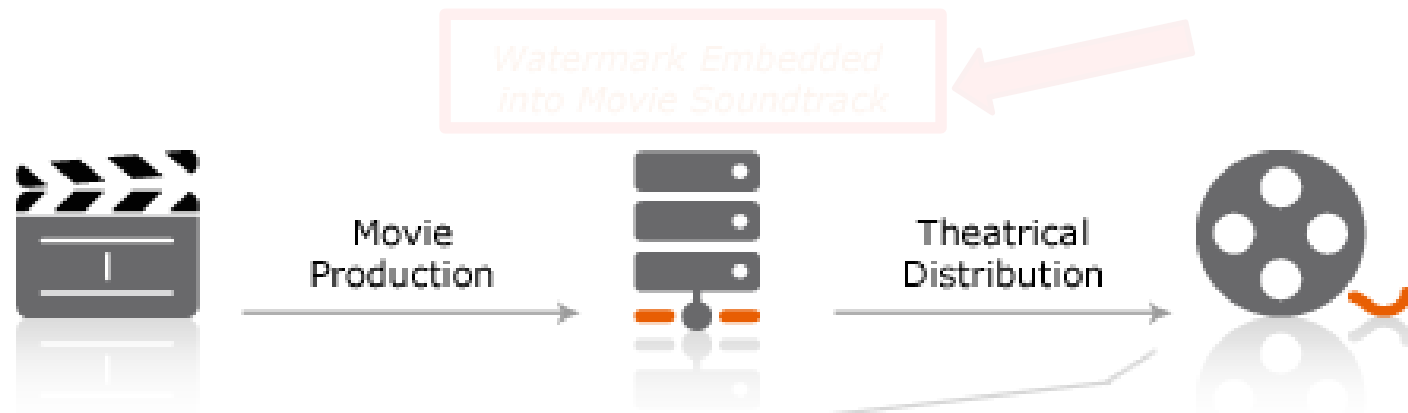 Watermark Embedded
into Movie Soundtrack
Movie
Production
Theatrical
Distribution